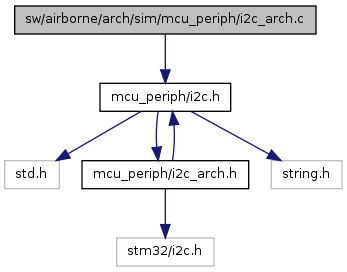 sw/airborne/arch/sim/mcu_periph/i2c_arch.c
mcu_periph/i2c.h
std.h
mcu_periph/i2c_arch.h
string.h
stm32/i2c.h